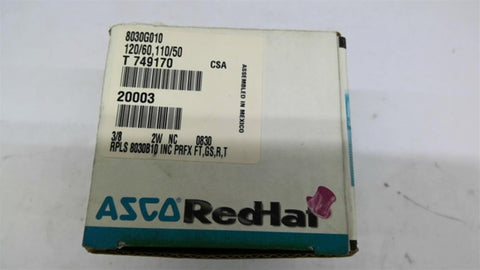 8030G010
120/60,110/50
T 749170 CSA
20003
3/8 2W NC 0830
RPLS 8030B10 INC PRFX FT,GS,R,T
ASSEMBLED IN MEXICO
ASCO RedHat